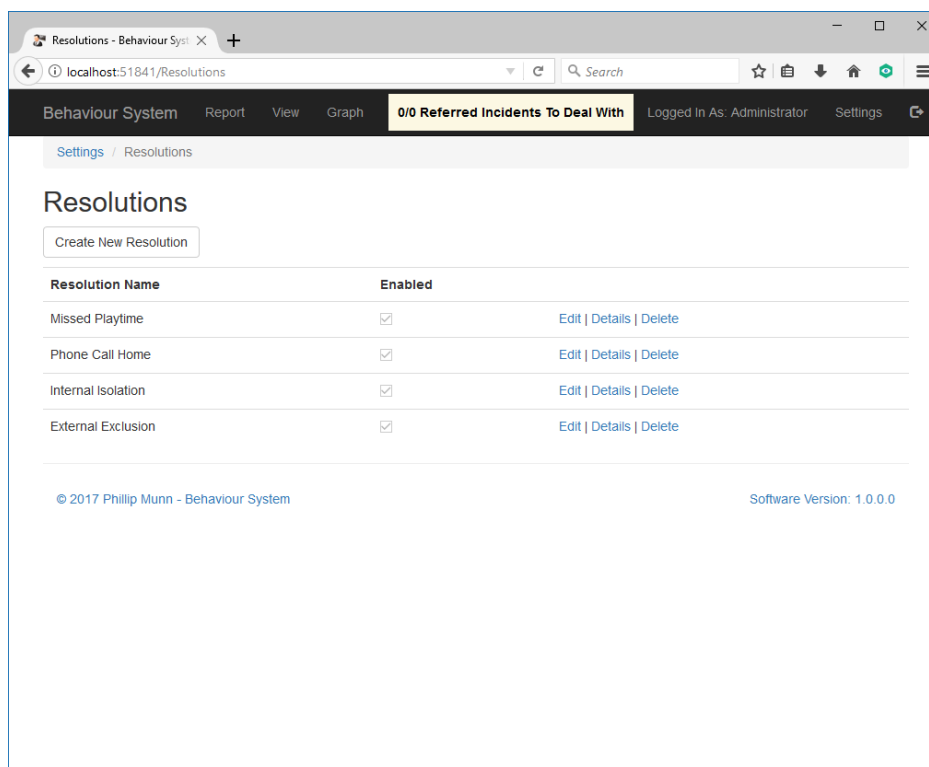 Resolutions - Behaviour Syst
localhost:51841/Resolutions Search
Behaviour System Report View Graph 0/0 Referred Incidents To Deal With Logged In As: Administrator Settings
Settings / Resolutions
Resolutions
Create New Resolution
Resolution Name Enabled
Missed Playtime Edit | Details | Delete
Phone Call Home Edit | Details | Delete
Internal Isolation Edit | Details | Delete
External Exclusion Edit | Details | Delete
© 2017 Phillip Munn - Behaviour System Software Version: 1.0.0.0